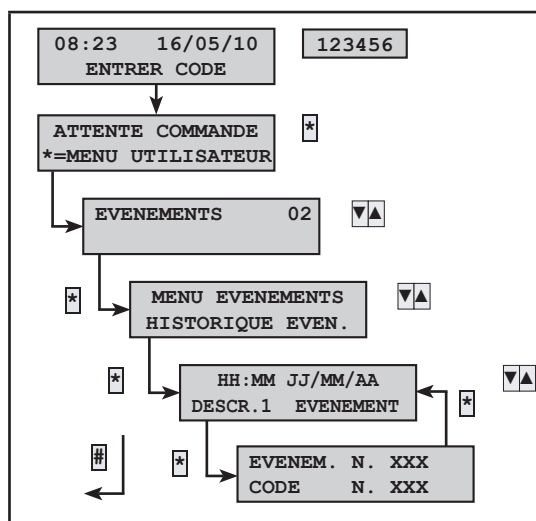 08:23 16/05/10
ENTRER CODE
123456
ATTENTE COMMANDE
*=MENU UTILISATEUR
*
EVENEMENTS 02
▼▲
*
MENU EVENEMENTS
HISTORIQUE EVEN.
▼▲
*
HH:MM JJ/MM/AA
DESCR.1 EVENEMENT
▼▲
*
#
*
EVENEM. N. XXX
CODE N. XXX